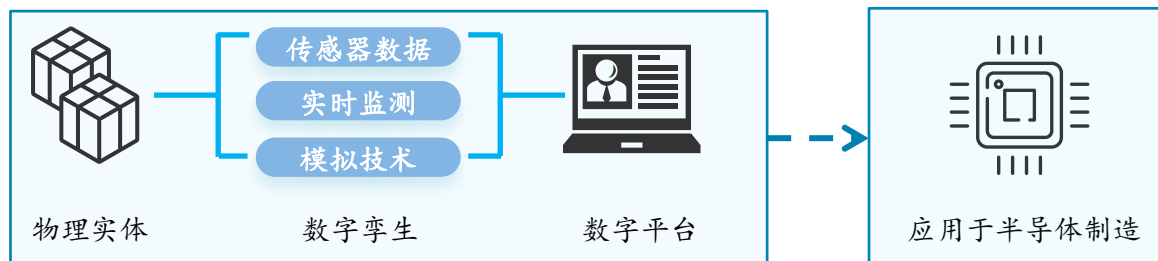 传感器数据
实时监测
模拟技术
物理实体
数字孪生
数字平台
应用于半导体制造